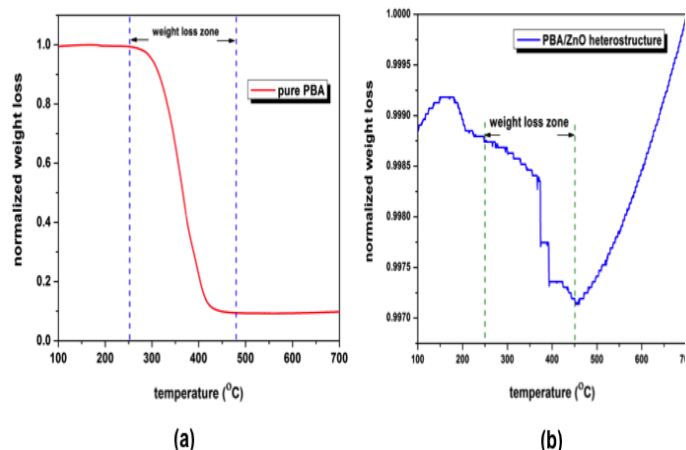 weight loss zone
pure PBA
normalized weight loss
1.0
0.8
0.6
0.4
0.2
0.0
100 200 300 400 500 600 700
temperature (°C)
(a)
PBA/ZnO heterostructure
weight loss zone
normalized weight loss
1.0000
0.9995
0.9990
0.9985
0.9980
0.9975
0.9970
100 200 300 400 500 600 700
temperature (°C)
(b)